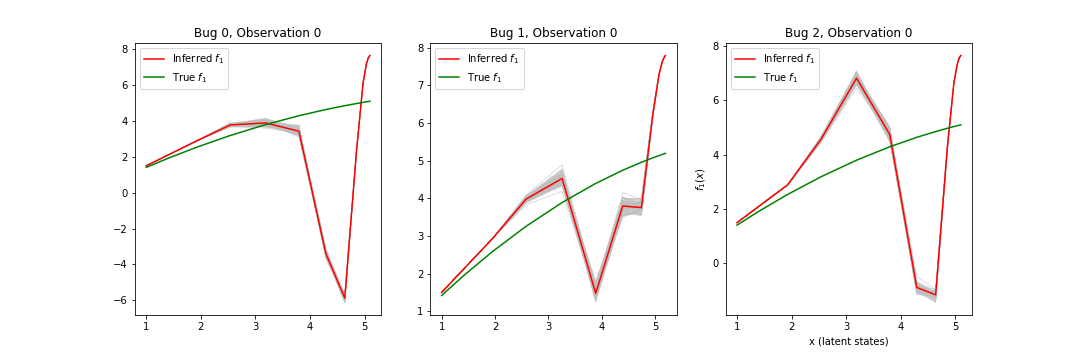 Bug 0, Observation 0
Inferred f₁
True f₁
8
6
4
2
0
−2
−4
−6
1 2 3 4 5
Bug 1, Observation 0
Inferred f₁
True f₁
8
7
6
5
4
3
2
1
1 2 3 4 5
Bug 2, Observation 0
Inferred f₁
True f₁
f₁(x)
8
6
4
2
0
1 2 3 4 5
x (latent states)